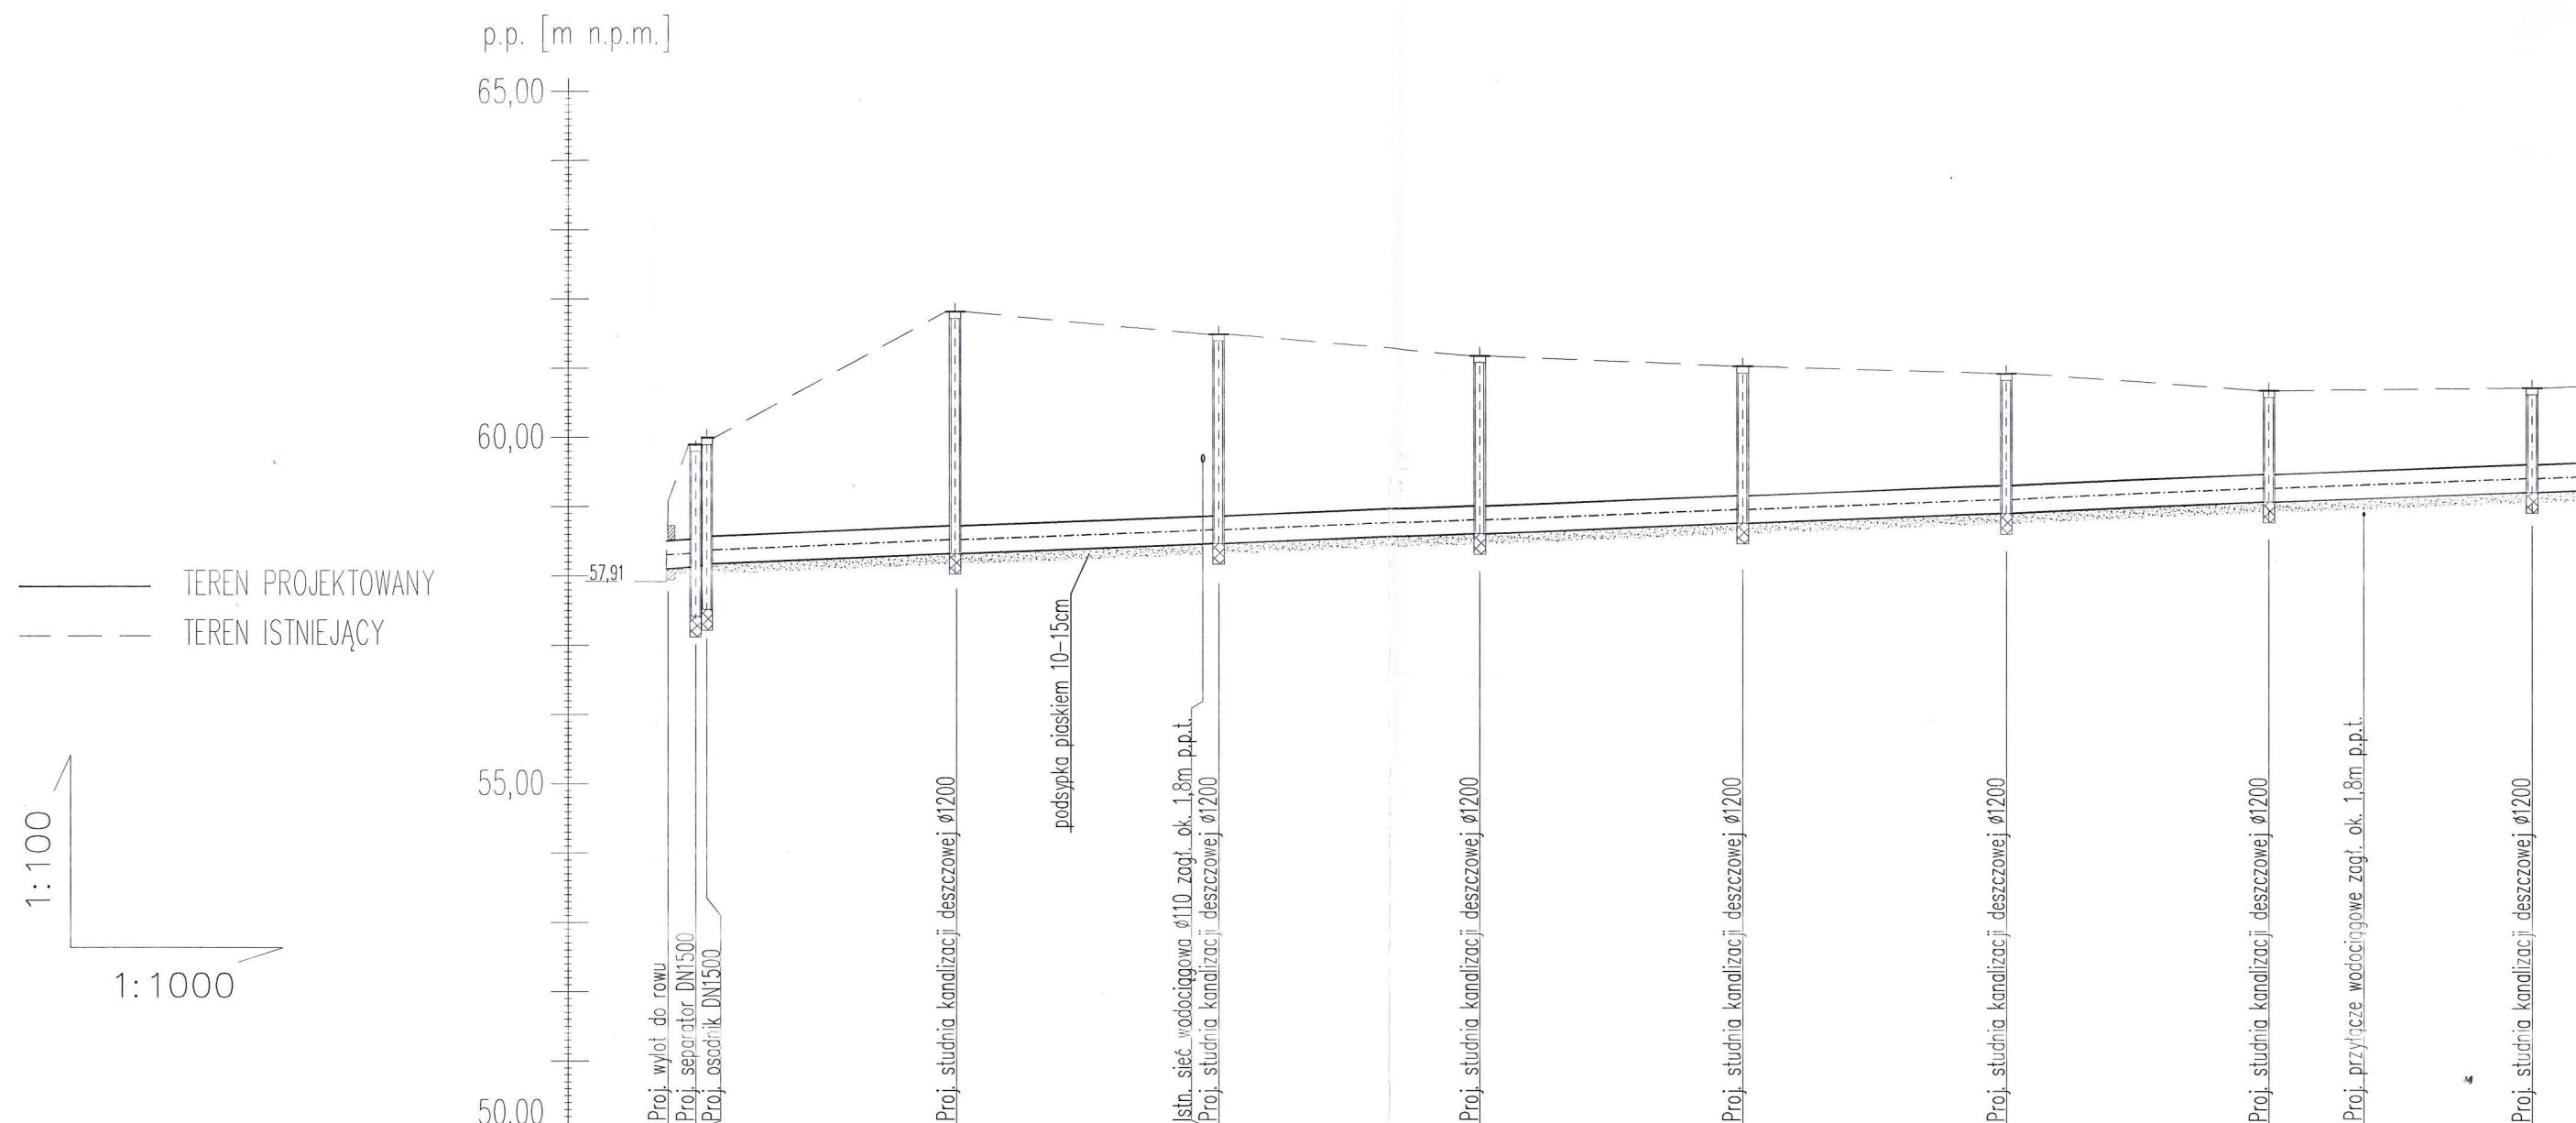 p.p. [m n.p.m.]
65,00
60,00
57,91
55,00
50.00
TEREN PROJEKTOWANY
TEREN ISTNIEJĄCY
1:100
1:1000
Proj. wylot do rowu
Proj. separator DN1500
Proj. osadnik DN1500
Proj. studnia kanalizacji deszczowej ø1200
podsypka piaskiem 10-15cm
Istn. sieć wodociągowa ø110 zagł. ok. 1,8m p.p.t.
Proj. studnia kanalizacji deszczowej ø1200
Proj. studnia kanalizacji deszczowej ø1200
Proj. studnia kanalizacji deszczowej ø1200
Proj. studnia kanalizacji deszczowej ø1200
Proj. studnia kanalizacji deszczowej ø1200
Proj. przyłącze wodociągowe zagł. ok. 1,8m p.p.t.
Proj. studnia kanalizacji deszczowej ø1200